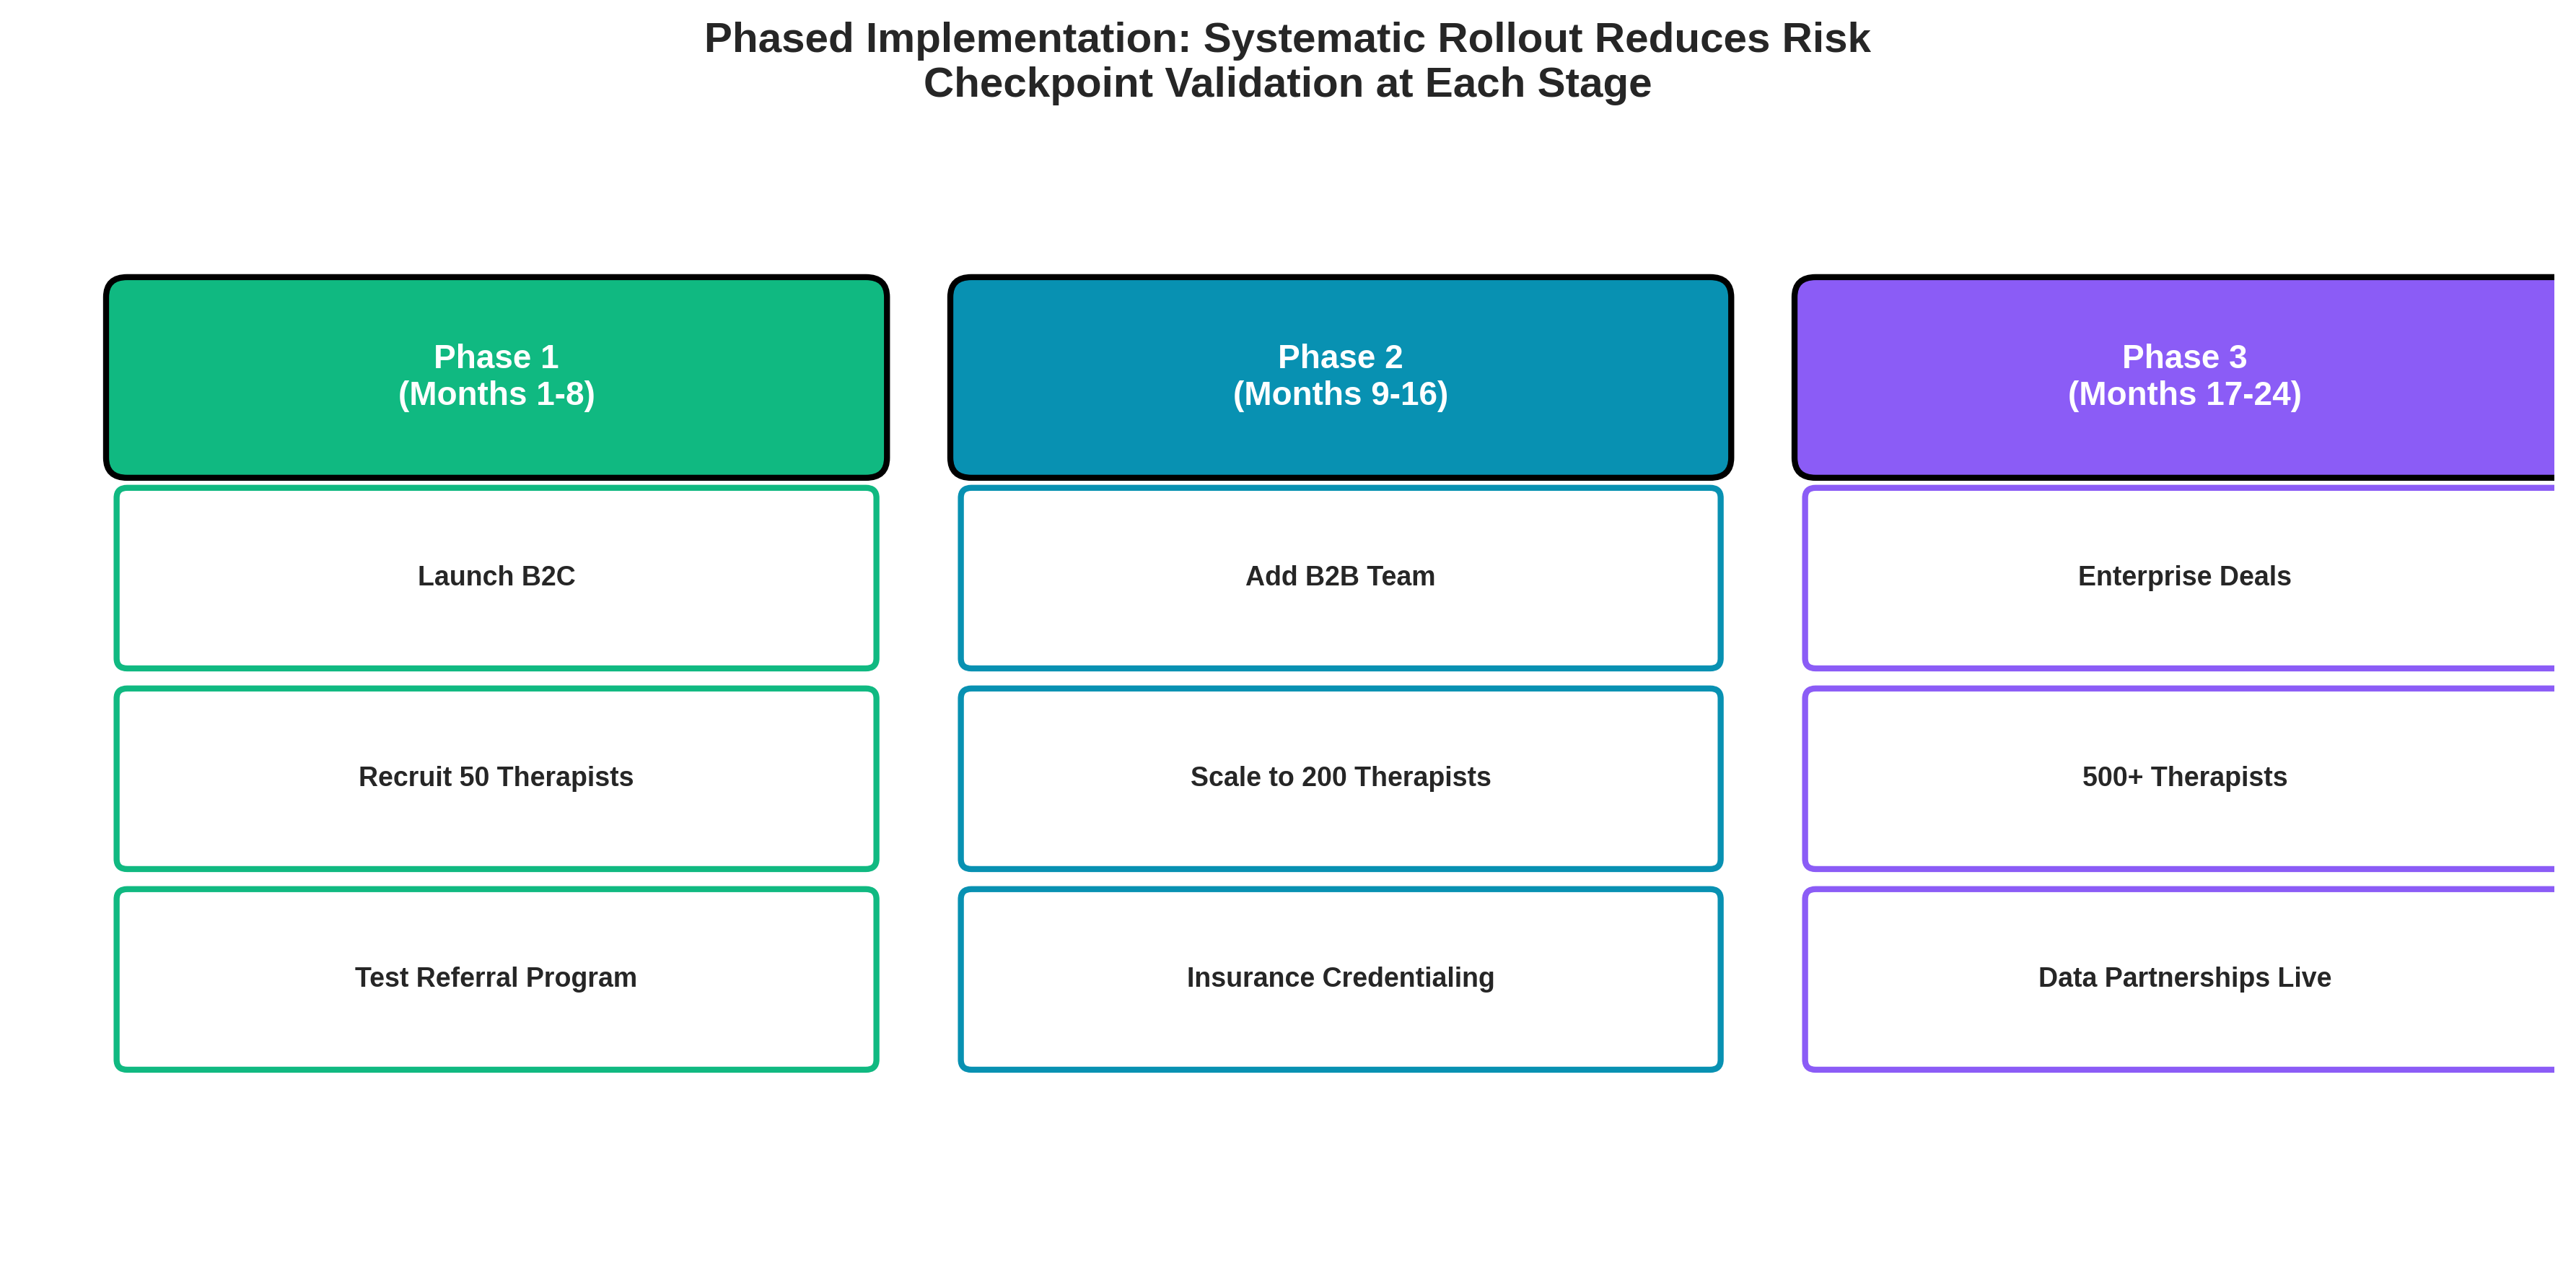 Phased Implementation: Systematic Rollout Reduces Risk
Checkpoint Validation at Each Stage
Phase 1
(Months 1-8)
Launch B2C
Recruit 50 Therapists
Test Referral Program
Phase 2
(Months 9-16)
Add B2B Team
Scale to 200 Therapists
Insurance Credentialing
Phase 3
(Months 17-24)
Enterprise Deals
500+ Therapists
Data Partnerships Live